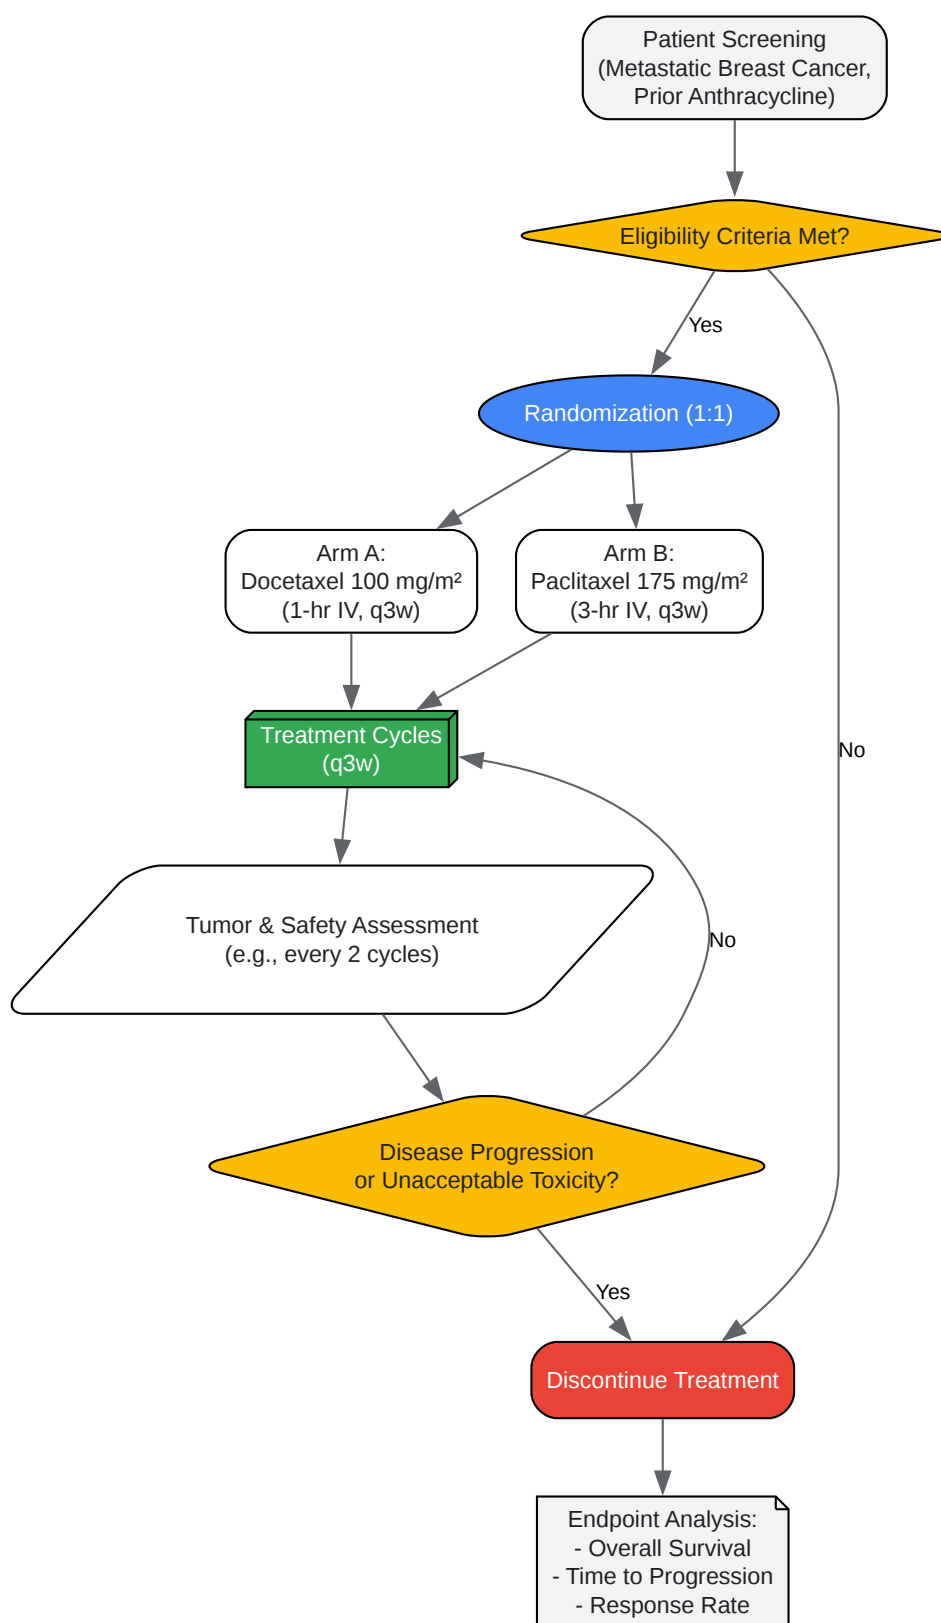 Patient Screening
(Metastatic Breast Cancer,
Prior Anthracycline)
Eligibility Criteria Met?
Yes
Randomization (1:1)
Arm A:
Docetaxel 100 mg/m²
(1-hr IV, q3w)
Arm B:
Paclitaxel 175 mg/m²
(3-hr IV, q3w)
Treatment Cycles
(q3w)
No
Tumor & Safety Assessment
(e.g., every 2 cycles)
No
Disease Progression
or Unacceptable Toxicity?
Yes
Discontinue Treatment
Endpoint Analysis:
- Overall Survival
- Time to Progression
- Response Rate